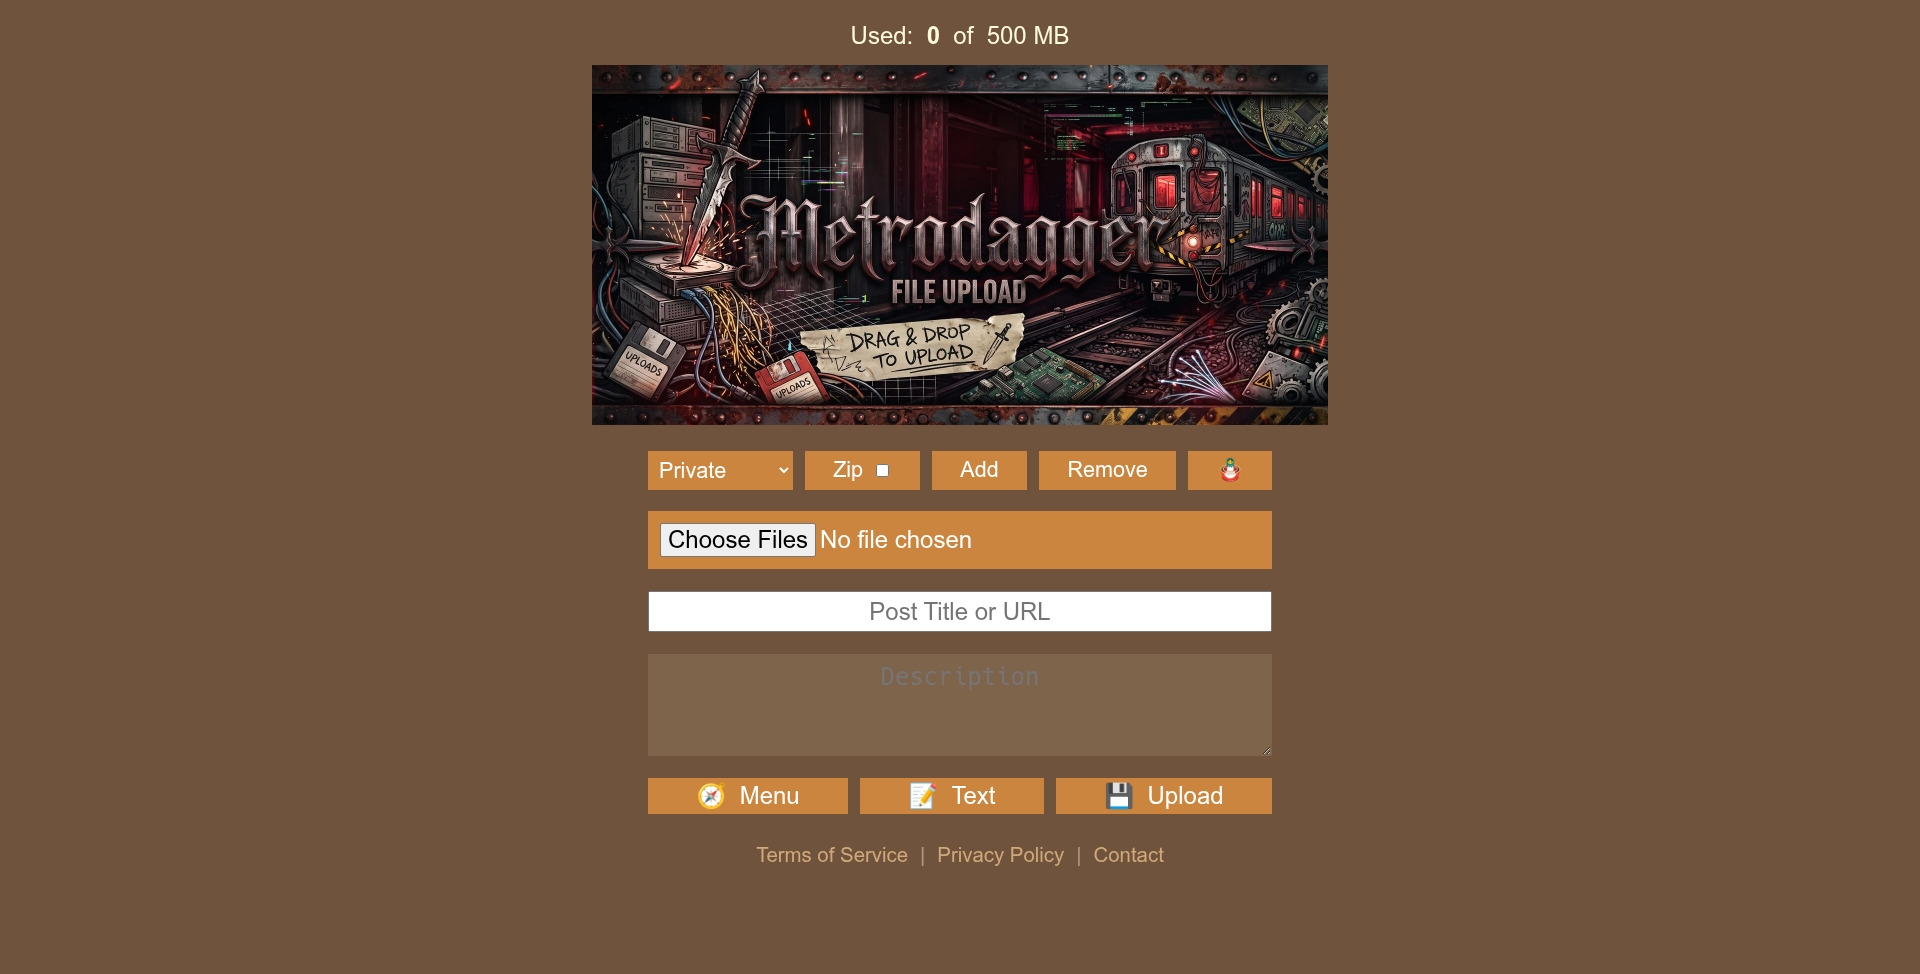 Used: 0 of 500 MB
Metrodagger
FILE UPLOAD
DRAG & DROP
TO UPLOAD
UPLOADS
UPLOADS
Private
Zip
Add
Remove
Choose Files No file chosen
Post Title or URL
Description
Menu
Text
Upload
Terms of Service | Privacy Policy | Contact